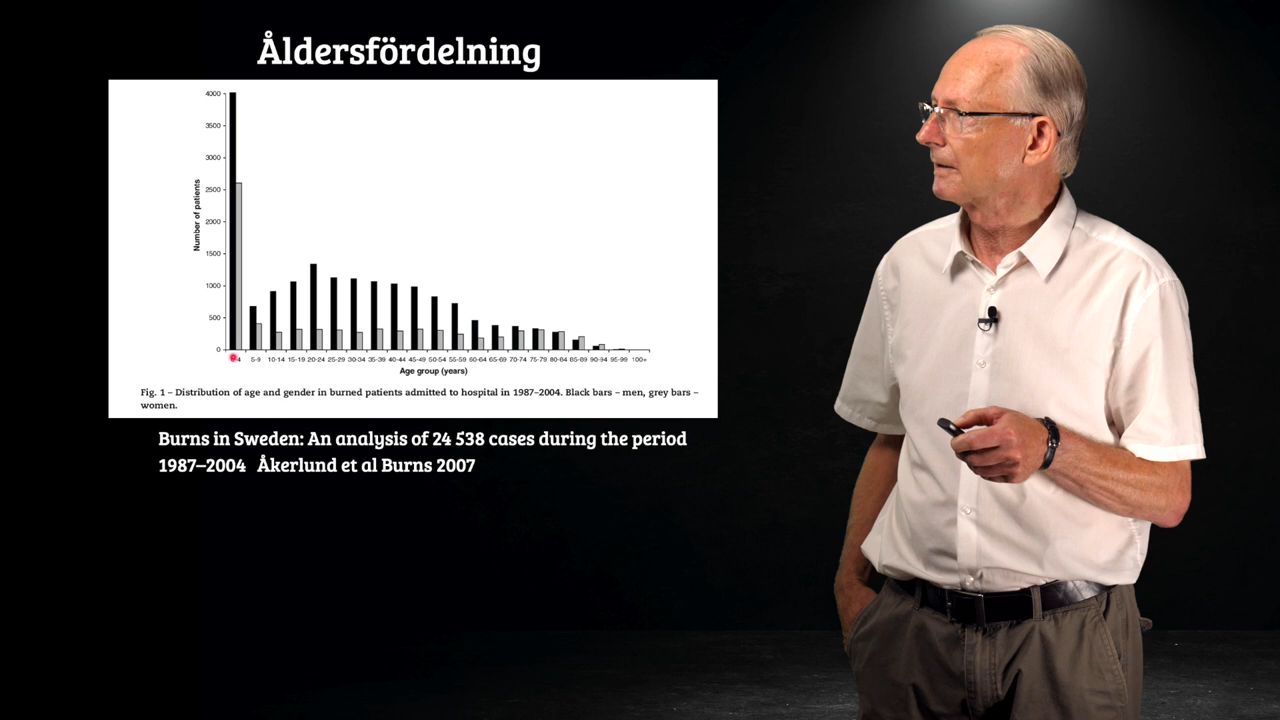 Åldersfördelning
4000
3500
3000
2500
2000
1500
1000
500
0
Number of patients
4 5-9 10-14 15-19 20-24 25-29 30-34 35-39 40-44 45-49 50-54 55-59 60-64 65-69 70-74 75-79 80-84 85-89 90-94 95-99 100+
Age group (years)
Fig. 1 – Distribution of age and gender in burned patients admitted to hospital in 1987–2004. Black bars – men, grey bars –
women.
Burns in Sweden: An analysis of 24 538 cases during the period
1987–2004 Åkerlund et al Burns 2007